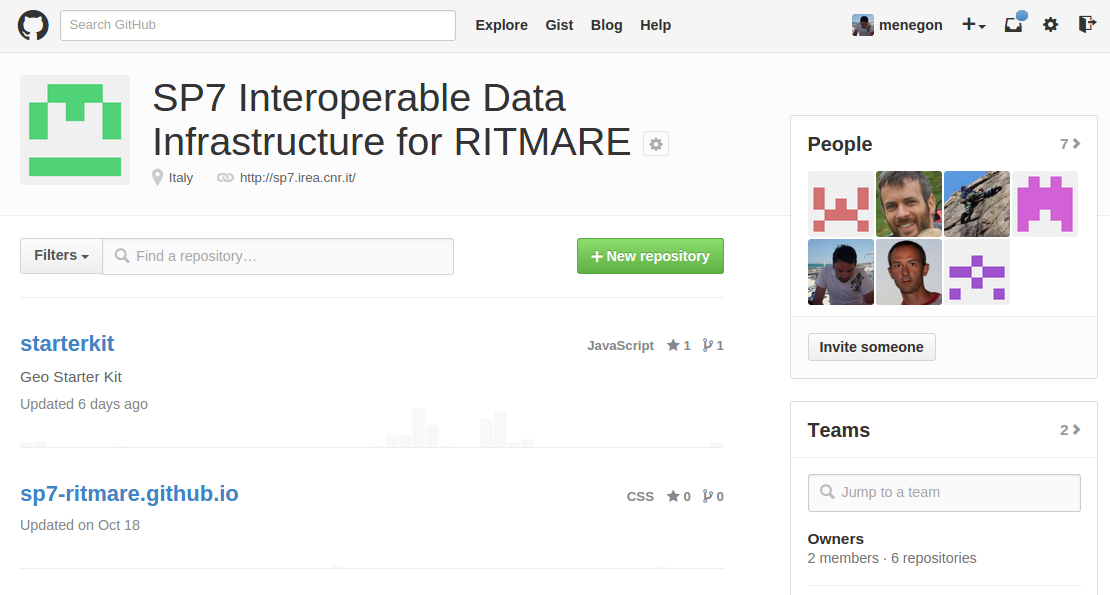 Search GitHub
Explore Gist Blog Help
menegon
SP7 Interoperable Data
Infrastructure for RITMARE
Italy http://sp7.irea.cnr.it/
Filters Find a repository…
New repository
starterkit
JavaScript 1 1
Geo Starter Kit
Updated 6 days ago
sp7-ritmare.github.io
CSS 0 0
Updated on Oct 18
People 7
Invite someone
Teams 2
Jump to a team
Owners
2 members · 6 repositories